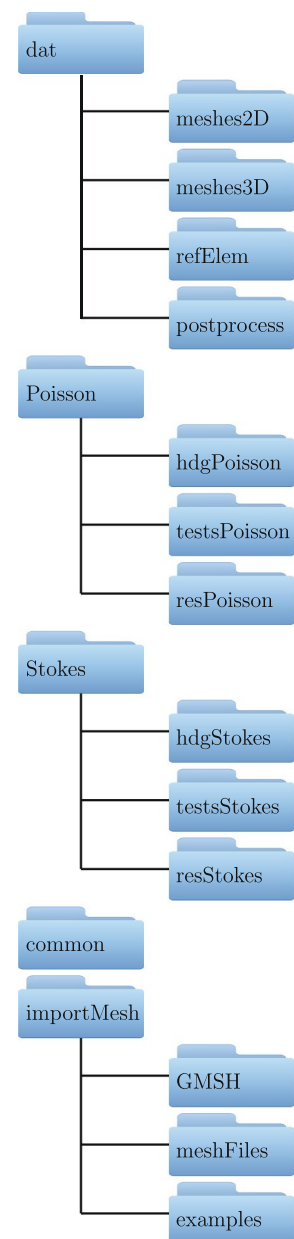 dat
meshes2D
meshes3D
refElem
postprocess
Poisson
hdgPoisson
testsPoisson
resPoisson
Stokes
hdgStokes
testsStokes
resStokes
common
importMesh
GMSH
meshFiles
examples